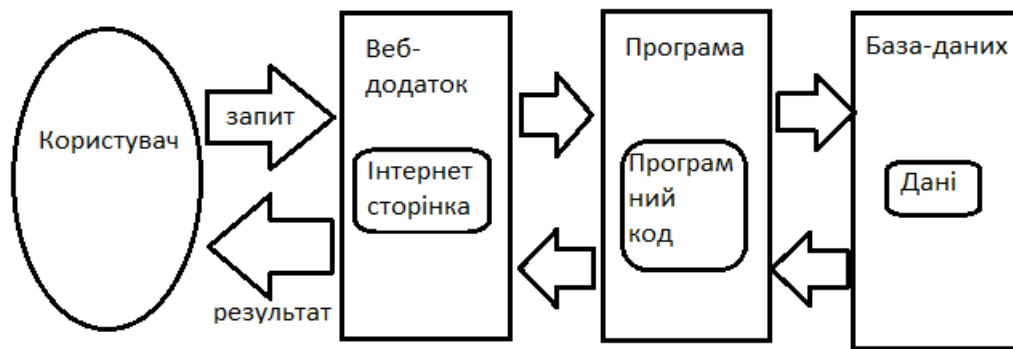 Користувач
запит
результат
Веб-
додаток
Інтернет
сторінка
Програма
Програм
ний
код
База-даних
Дані